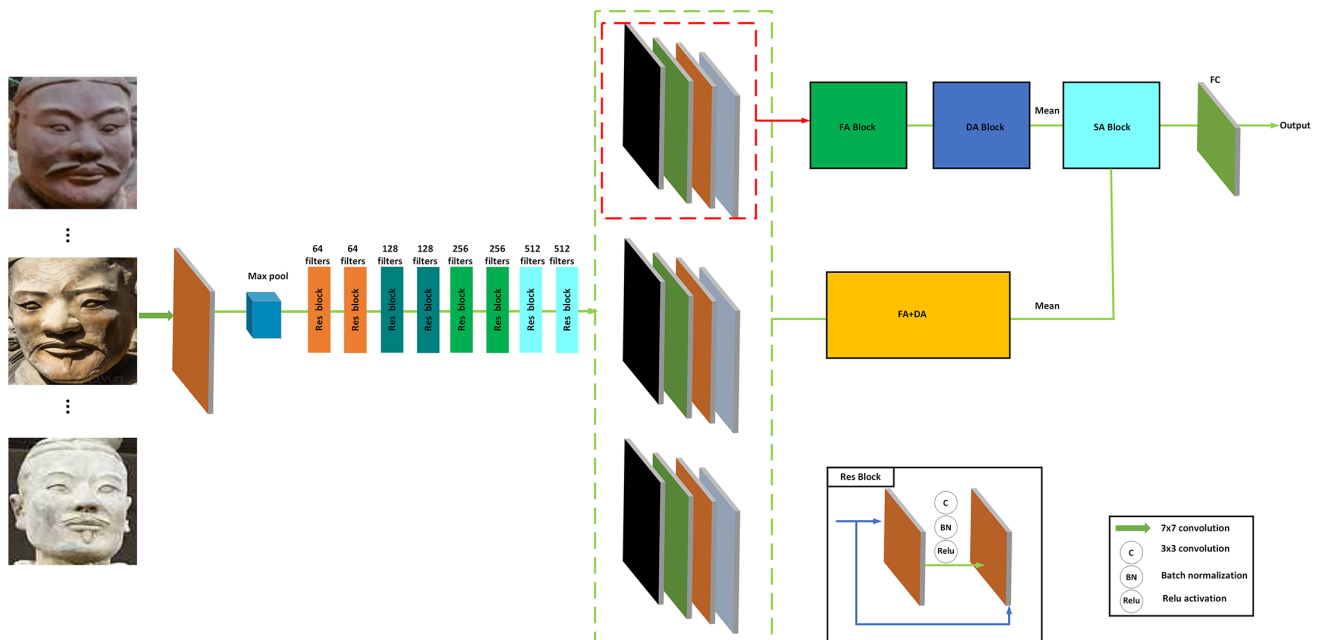 FC
FA Block
DA Block
Mean
SA Block
Output
Max pool
64
filters
64
filters
128
filters
128
filters
256
filters
256
filters
512
filters
512
filters
Res block
Res block
Res block
Res block
Res block
Res block
Res block
Res block
FA+DA
Mean
Res Block
C
BN
Relu
7x7 convolution
C
3x3 convolution
BN
Batch normalization
Relu
Relu activation